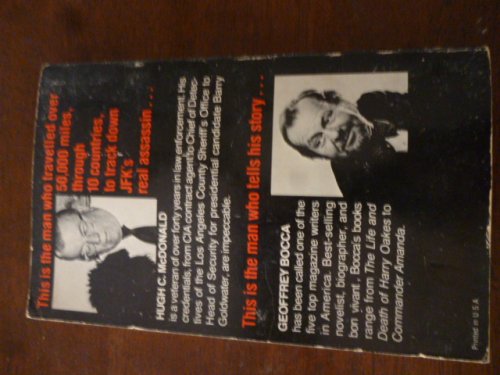 This is the man who travelled over
50,000 miles,
through
10 countries,
to track down
JFK's
real assassin...
HUGH C. McDONALD
is a veteran of over forty years in law enforcement. His
credentials, from CIA contract agent to Chief of Detec-
tives of the Los Angeles County Sheriff's Office to
Head of Security for presidential candidate Barry
Goldwater, are impeccable.
This is the man who tells his story....
GEOFFREY BOCCA
has been called one of the
five top magazine writers
in America. Best-selling
novelist, biographer, and
bon vivant. Bocca's books
range from The Life and
Death of Harry Oakes to
Commander Amanda.
Printed in U.S.A.